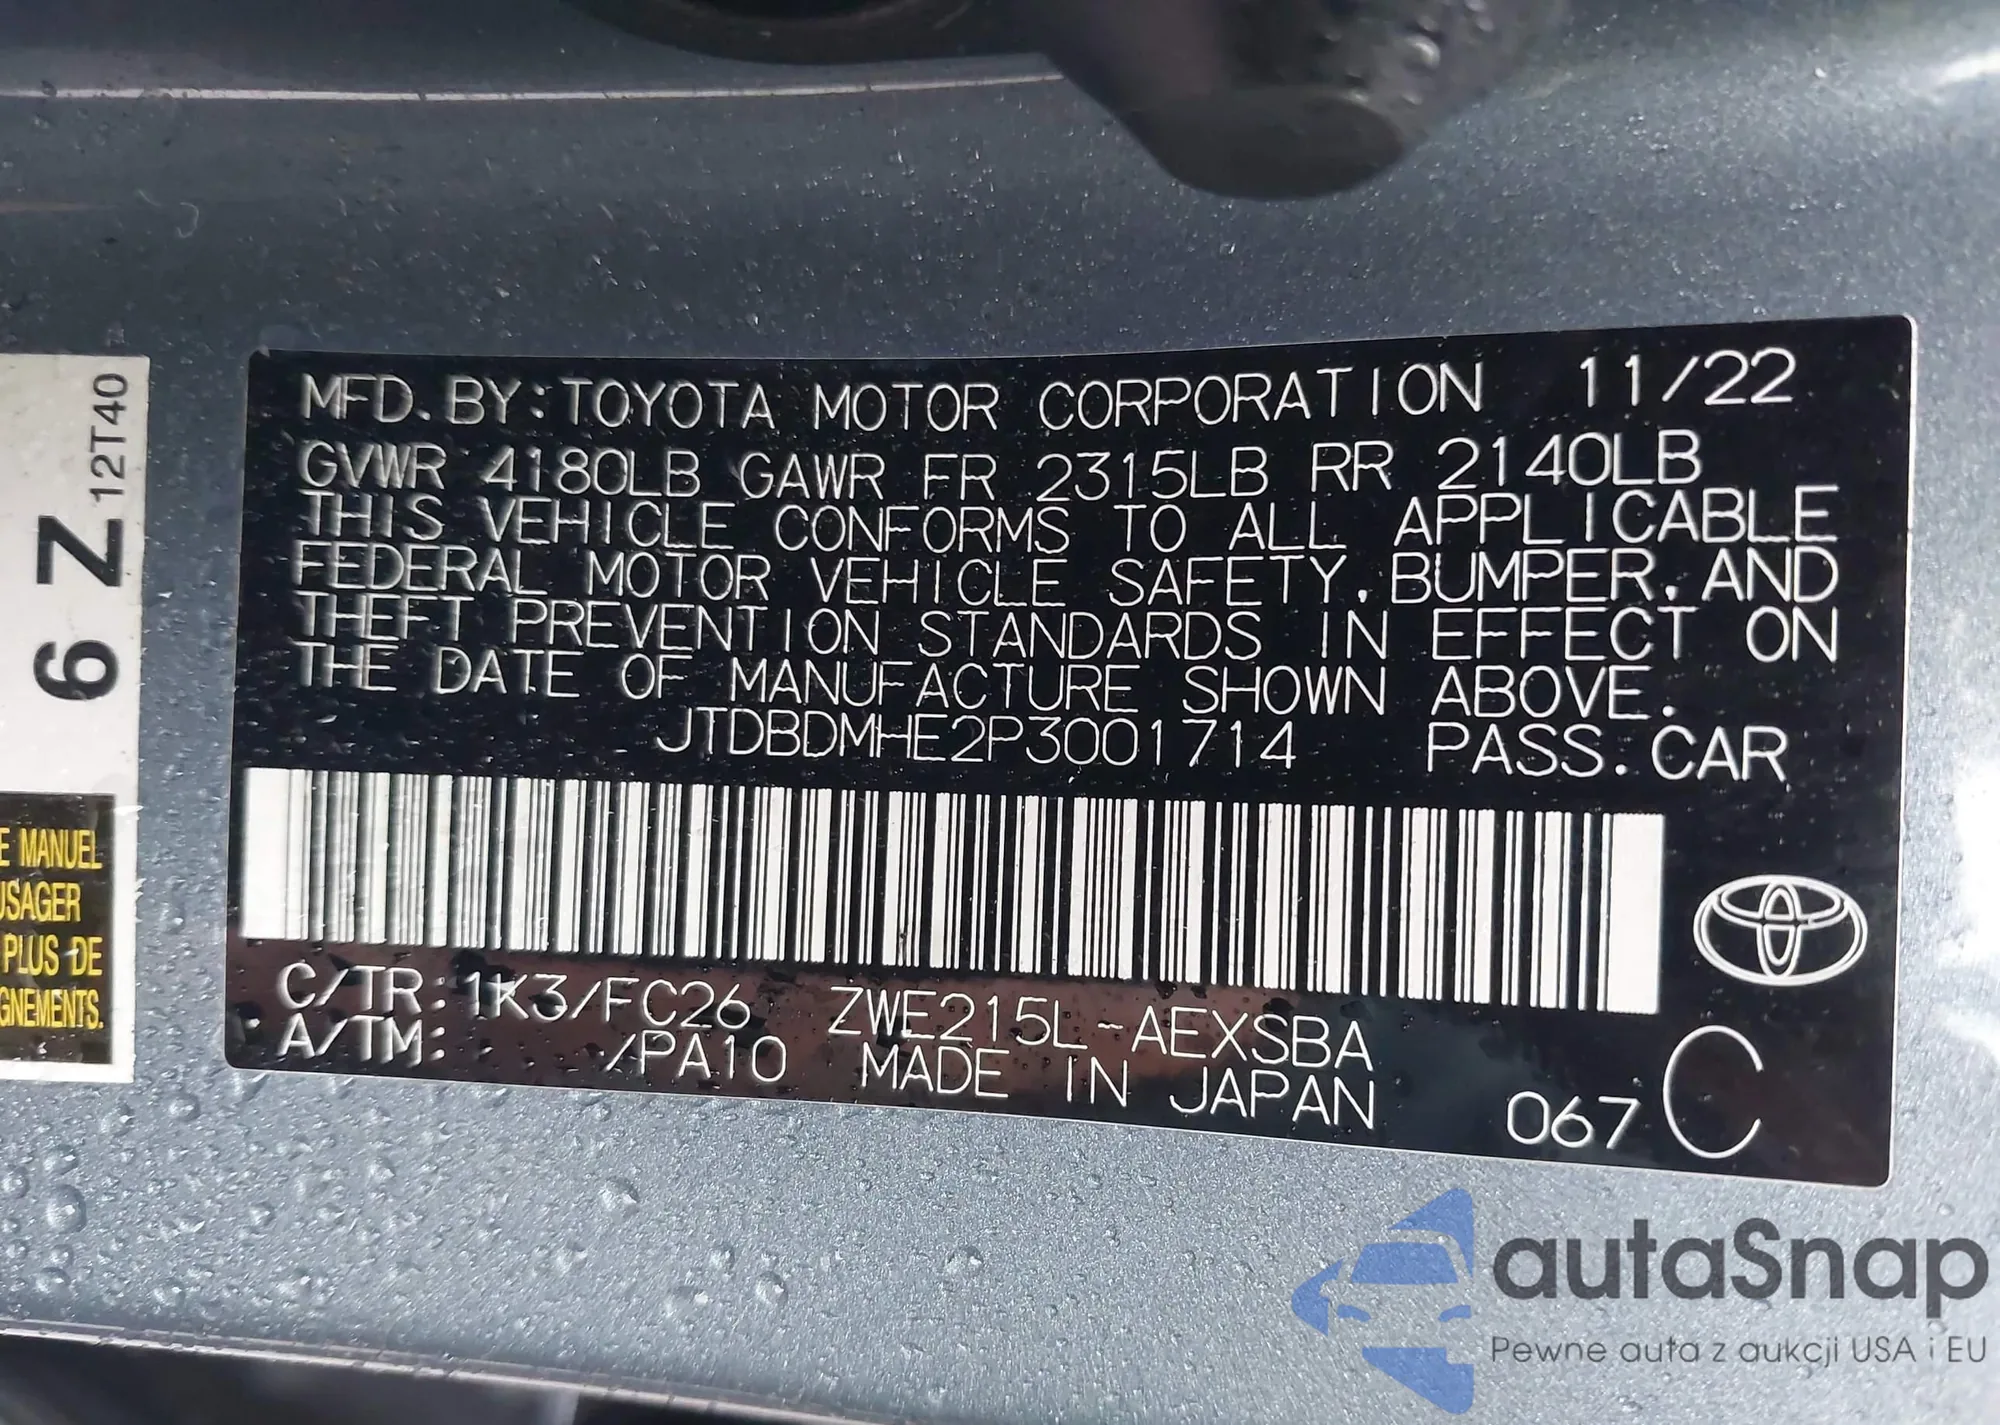 MFD. BY: TOYOTA MOTOR CORPORATION 11/22
GVWR 4180LB GAWR FR 2315LB RR 2140LB
THIS VEHICLE CONFORMS TO ALL APPLICABLE
FEDERAL MOTOR VEHICLE SAFETY, BUMPER, AND
THEFT PREVENTION STANDARDS IN EFFECT ON
THE DATE OF MANUFACTURE SHOWN ABOVE.
JTDBDMHE2P3001714 PASS. CAR
C/TR: 1K3/FC26 ZWE215L-AEXSBA
A/TM: /PA10 MADE IN JAPAN
067 C
6 Z 12T40
E MANUEL
USAGER
PLUS DE
GNEMENTS.
autaSnap
Pewne auta z aukcji USA i EU